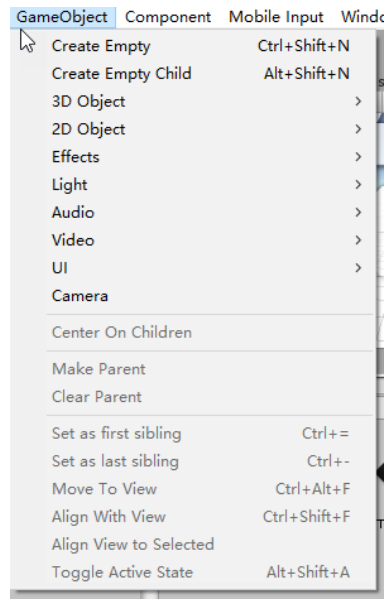 GameObject Component Mobile Input
Create Empty Ctrl+Shift+N
Create Empty Child Alt+Shift+N
3D Object
2D Object
Effects
Light
Audio
Video
UI
Camera
Center On Children
Make Parent
Clear Parent
Set as first sibling Ctrl+=
Set as last sibling Ctrl+-
Move To View Ctrl+Alt+F
Align With View Ctrl+Shift+F
Align View to Selected
Toggle Active State Alt+Shift+A